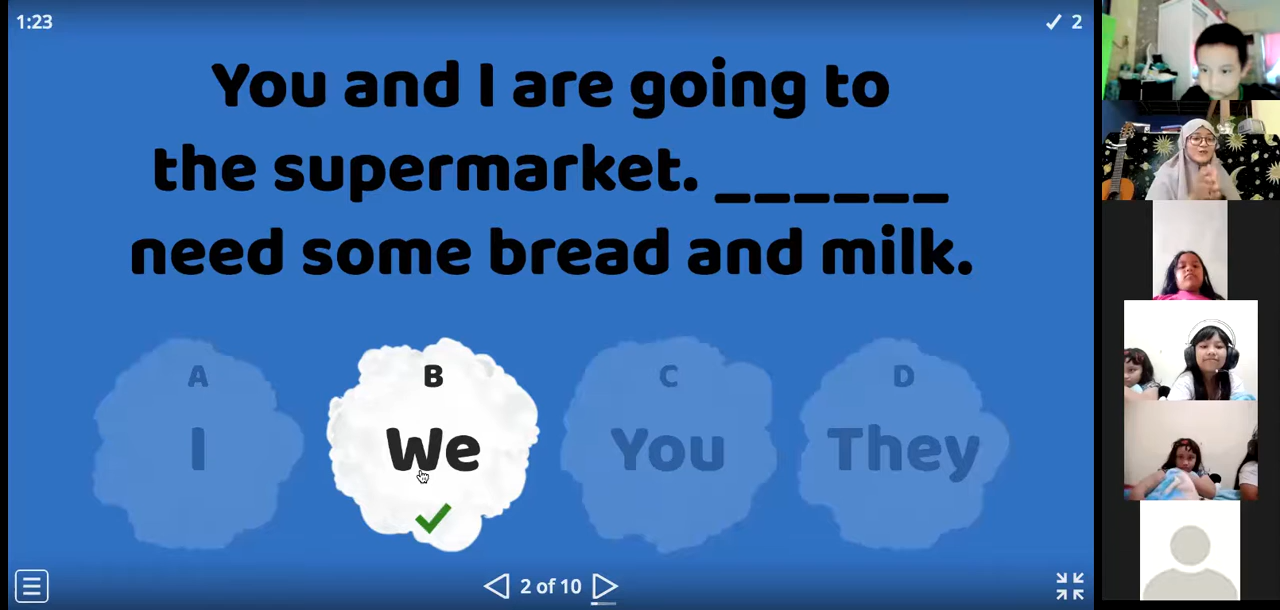 1:23
✓ 2
You and I are going to
the supermarket. ______
need some bread and milk.
A
I
B
We
C
You
D
They
2 of 10